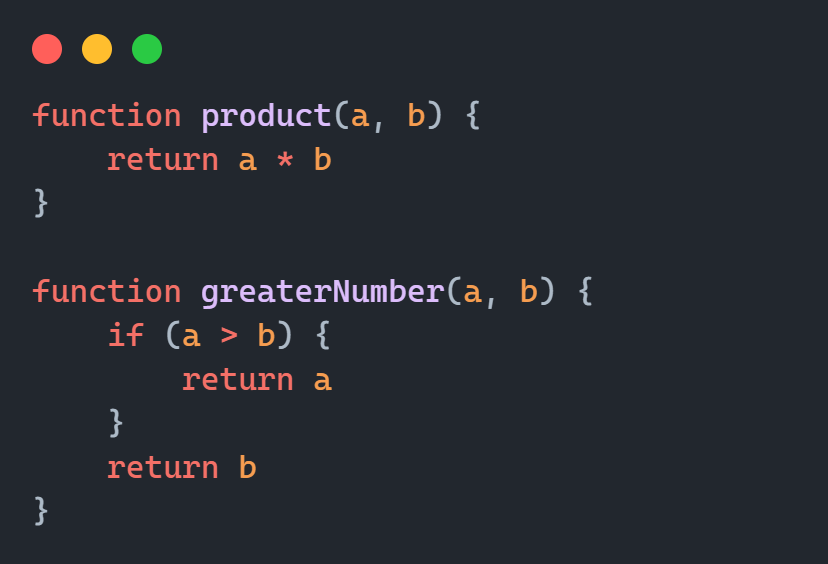 function product(a, b) {
    return a * b
}

function greaterNumber(a, b) {
    if (a > b) {
        return a
    }
    return b
}